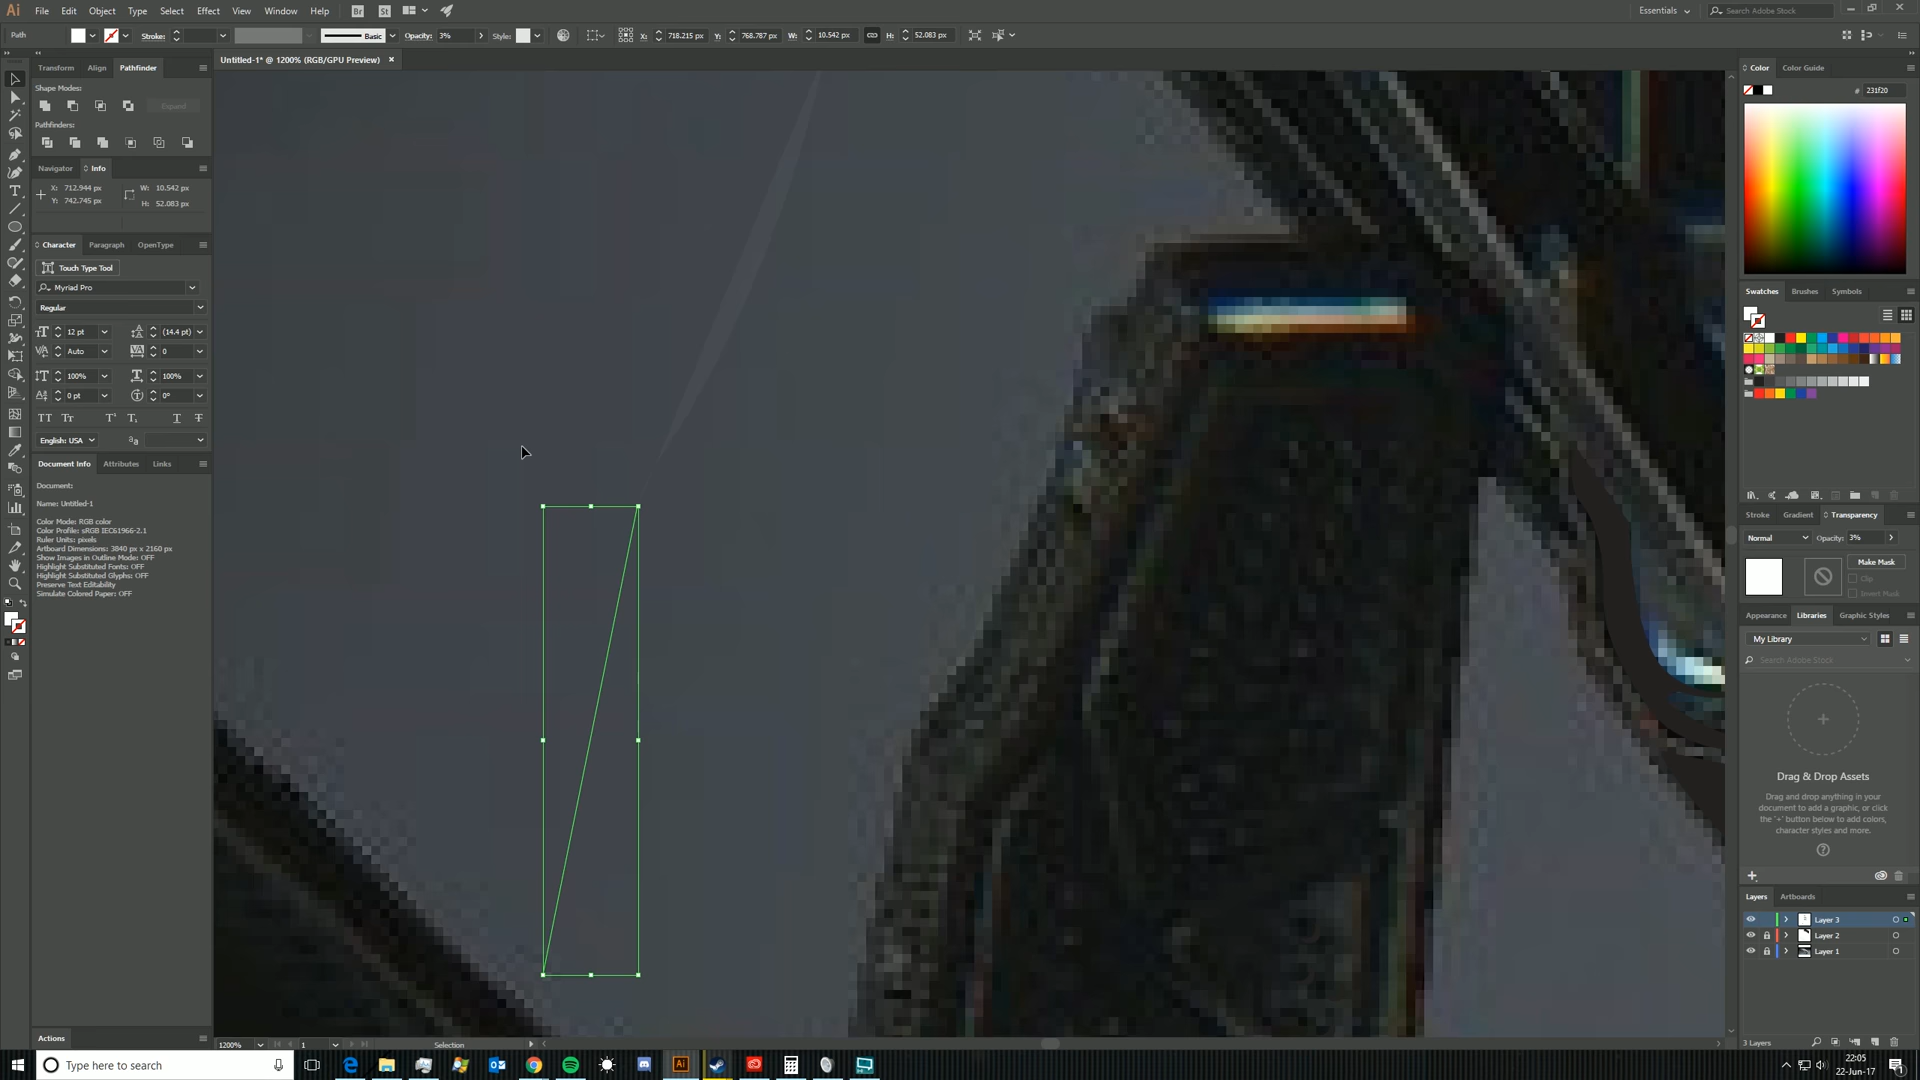 Ai File Edit Object Type Select Effect View Window Help Br St Essentials Search Adobe Stock
Path Stroke: Basic Opacity: 3% Style: X: 718.215 px Y: 768.787 px W: 10.542 px H: 52.083 px
Untitled-1* @ 1200% (RGB/GPU Preview) ×
Transform Align Pathfinder
Shape Modes:
Expand
Pathfinders:
Navigator Info
X: 712.944 px W: 10.542 px
Y: 742.745 px H: 52.083 px
Character Paragraph OpenType
Touch Type Tool
Myriad Pro
Regular
12 pt (14.4 pt)
Auto 0
100% 100%
0 pt 0°
English: USA
Document Info Attributes Links
Document:
Name: Untitled-1
Color Mode: RGB color
Color Profile: sRGB IEC61966-2.1
Ruler Units: pixels
Artboard Dimensions: 3840 px x 2160 px
Show Images in Outline Mode: OFF
Highlight Substituted Fonts: OFF
Highlight Substituted Glyphs: OFF
Preserve Text Editability
Simulate Colored Paper: OFF
Actions
1200% 1 Selection
Color Color Guide
# 231f20
Swatches Brushes Symbols
Stroke Gradient Transparency
Normal Opacity: 3%
Make Mask
Clip
Invert Mask
Appearance Libraries Graphic Styles
My Library
Search Adobe Stock
Drag & Drop Assets
Drag and drop anything in your
document to add a graphic, or click
the '+' button below to add colors,
character styles and more.
Layers Artboards
Layer 3
Layer 2
Layer 1
3 Layers
Type here to search
22:05
22-Jun-17